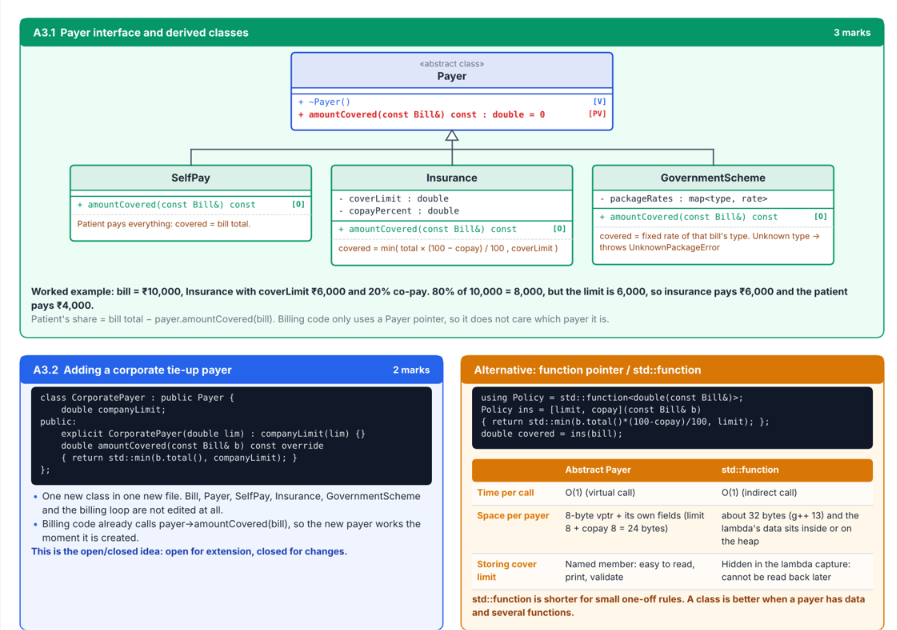 A3.1 Payer interface and derived classes
3 marks
«abstract class»
Payer
+ ~Payer() [V]
+ amountCovered(const Bill&) const : double = 0 [PV]
SelfPay
+ amountCovered(const Bill&) const [O]
Patient pays everything: covered = bill total.
Insurance
- coverLimit : double
- copayPercent : double
+ amountCovered(const Bill&) const [O]
covered = min( total × (100 − copay) / 100 , coverLimit )
GovernmentScheme
- packageRates : map<type, rate>
+ amountCovered(const Bill&) const [O]
covered = fixed rate of that bill's type. Unknown type →
throws UnknownPackageError
Worked example: bill = ₹10,000, Insurance with coverLimit ₹6,000 and 20% co-pay. 80% of 10,000 = 8,000, but the limit is 6,000, so insurance pays ₹6,000 and the patient
pays ₹4,000.
Patient's share = bill total − payer.amountCovered(bill). Billing code only uses a Payer pointer, so it does not care which payer it is.
A3.2 Adding a corporate tie-up payer
2 marks
class CorporatePayer : public Payer {
    double companyLimit;
public:
    explicit CorporatePayer(double lim) : companyLimit(lim) {}
    double amountCovered(const Bill& b) const override
    { return std::min(b.total(), companyLimit); }
};
• One new class in one new file. Bill, Payer, SelfPay, Insurance, GovernmentScheme
and the billing loop are not edited at all.
• Billing code already calls payer→amountCovered(bill), so the new payer works the
moment it is created.
This is the open/closed idea: open for extension, closed for changes.
Alternative: function pointer / std::function
using Policy = std::function<double(const Bill&)>;
Policy ins = [limit, copay](const Bill& b)
{ return std::min(b.total()*(100-copay)/100, limit); };
double covered = ins(bill);
Abstract Payer
std::function
Time per call
O(1) (virtual call)
O(1) (indirect call)
Space per payer
8-byte vptr + its own fields (limit
8 + copay 8 = 24 bytes)
about 32 bytes (g++ 13) and the
lambda's data sits inside or on
the heap
Storing cover
limit
Named member: easy to read,
print, validate
Hidden in the lambda capture:
cannot be read back later
std::function is shorter for small one-off rules. A class is better when a payer has data
and several functions.